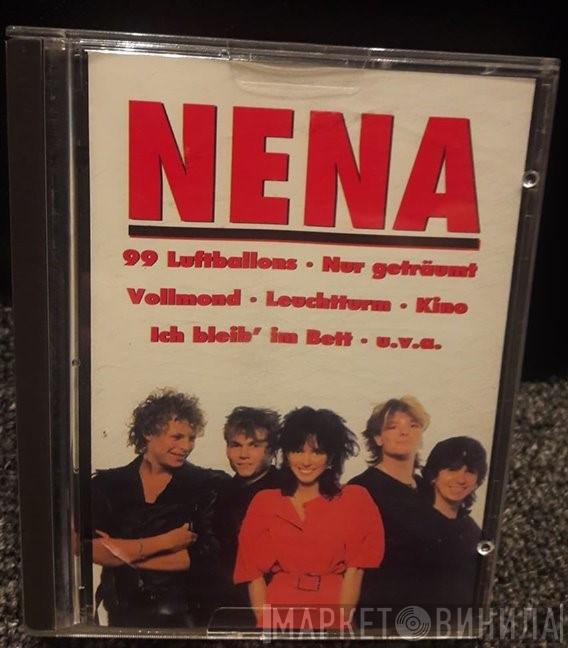 NENA
99 Luftballons · Nur geträumt
Vollmond · Leuchtturm · Kino
Ich bleib' im Bett · u.v.a.
МАРКЕТ ВИНИЛА